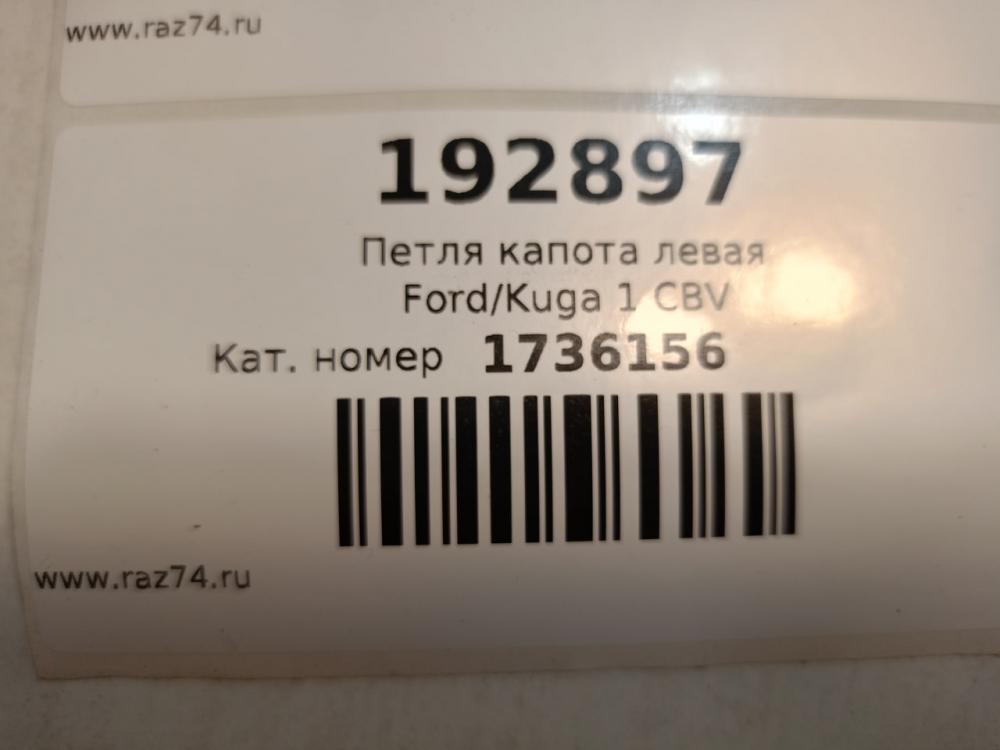 www.raz74.ru
192897
Петля капота левая
Ford/Kuga 1 CBV
Кат. номер 1736156
www.raz74.ru